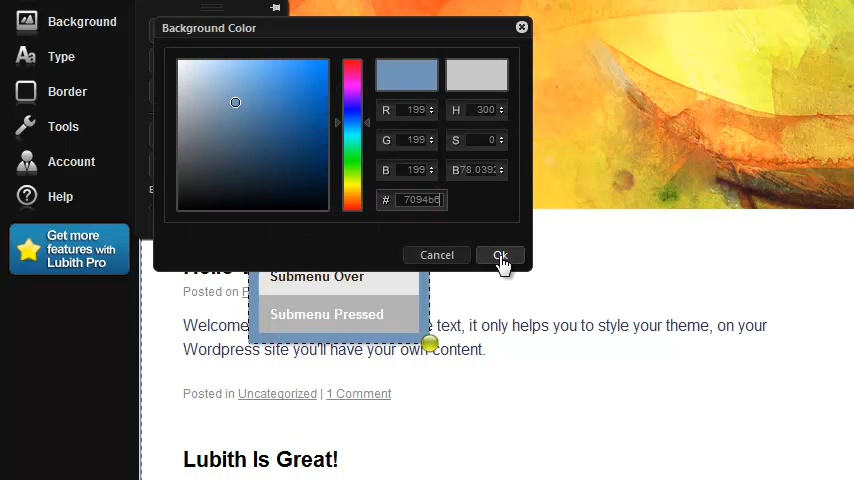 Background
Type
Border
Tools
Account
Help
Get more
features with
Lubith Pro
Background Color
R 199 H 300
G 199 S 0
B 199 B 78.0392
# 7094b6
Cancel Ok
Submenu Over
Submenu Pressed
Posted on
Welcome text, it only helps you to style your theme, on your
Wordpress site you'll have your own content.
Posted in Uncategorized | 1 Comment
Lubith Is Great!